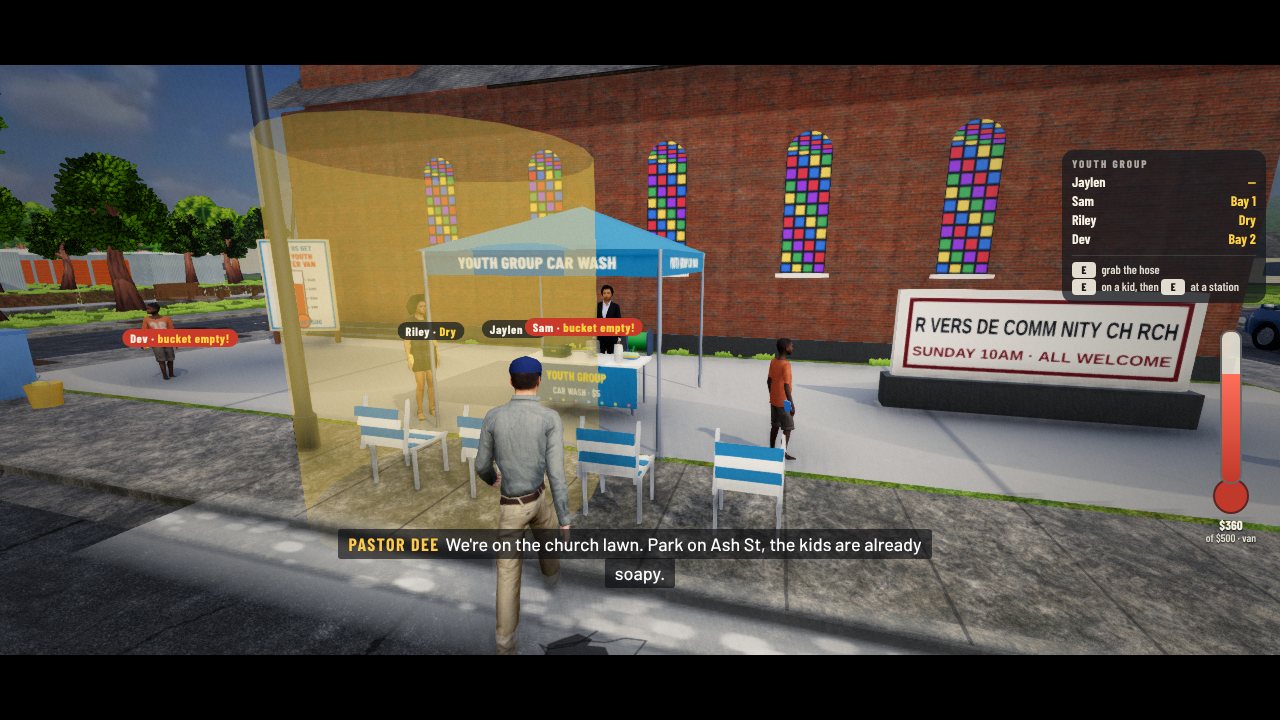 YOUTH GROUP
Jaylen –
Sam Bay 1
Riley Dry
Dev Bay 2
E grab the hose
E on a kid, then E at a station
YOUTH GROUP CAR WASH
R VERS DE COMM NITY CH RCH
SUNDAY 10AM · ALL WELCOME
Dev · bucket empty!
Riley · Dry
Jaylen
Sam · bucket empty!
YOUTH GROUP
CAR WASH · $5
$360
of $500 · van
PASTOR DEE We're on the church lawn. Park on Ash St, the kids are already
soapy.